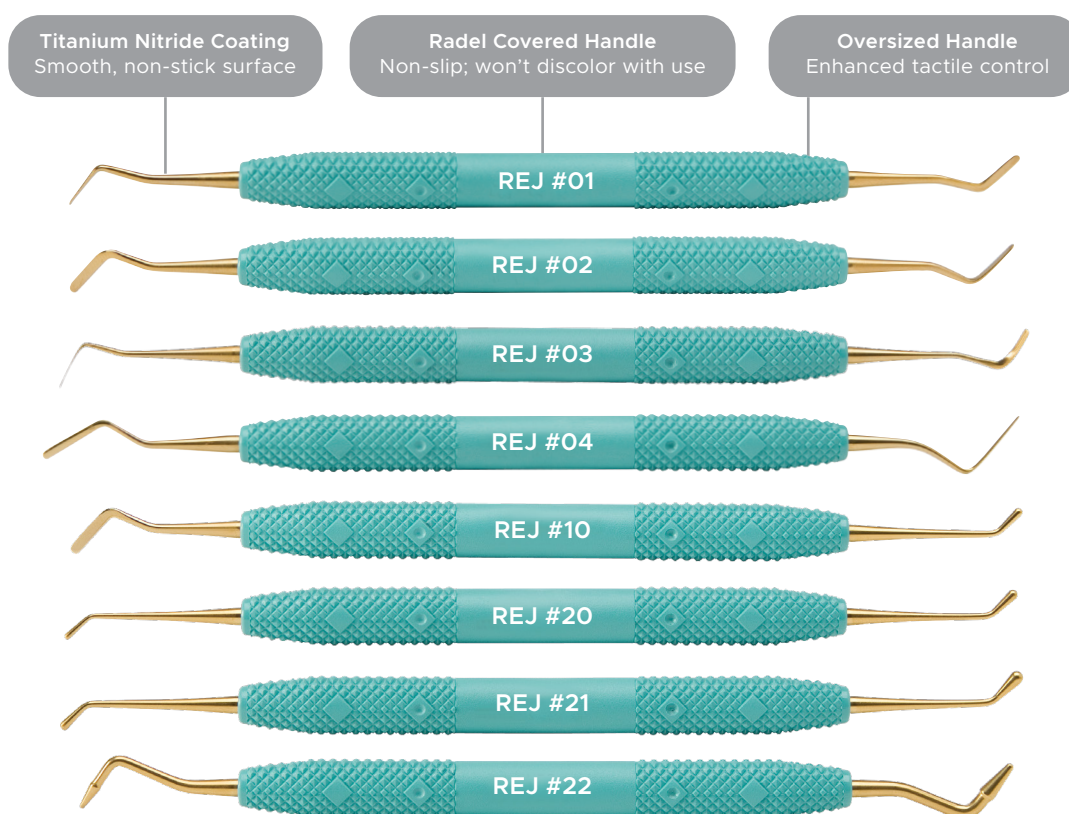 Titanium Nitride Coating
Smooth, non-stick surface
Radel Covered Handle
Non-slip; won’t discolor with use
Oversized Handle
Enhanced tactile control
REJ #01
REJ #02
REJ #03
REJ #04
REJ #10
REJ #20
REJ #21
REJ #22